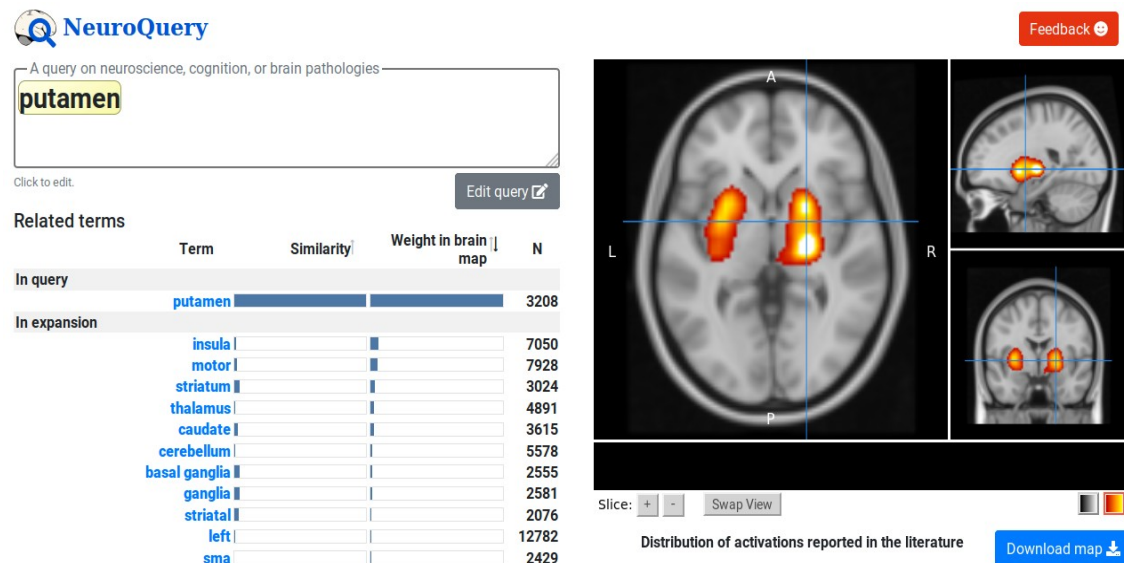 NeuroQuery
Feedback
A query on neuroscience, cognition, or brain pathologies
putamen
Click to edit.
Edit query
Related terms
Term Similarity Weight in brain map N
In query
putamen 3208
In expansion
insula 7050
motor 7928
striatum 3024
thalamus 4891
caudate 3615
cerebellum 5578
basal ganglia 2555
ganglia 2581
striatal 2076
left 12782
sma 2429
A
L R
P
Slice: + - Swap View
Distribution of activations reported in the literature
Download map